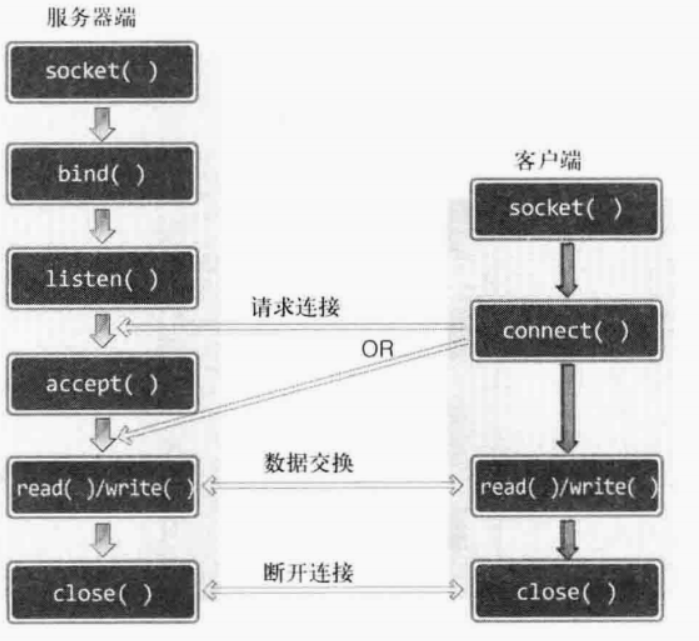 服务器端
socket( )
bind( )
客户端
socket( )
listen( )
请求连接
connect( )
OR
accept( )
数据交换
read( )/write( )
read( )/write( )
断开连接
close( )
close( )